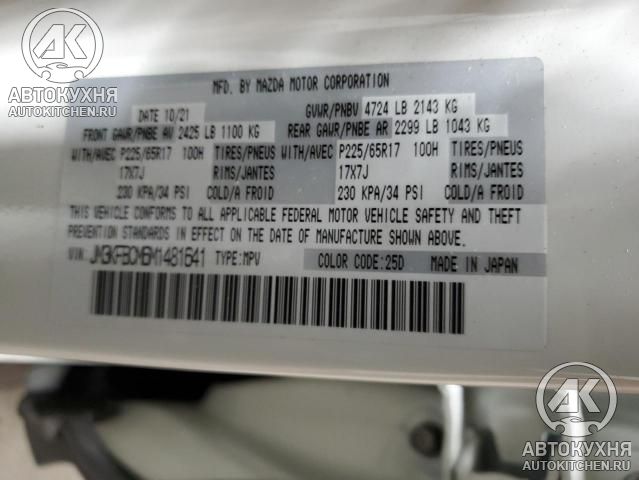 AK
АВТОКУХНЯ
AUTOKITCHEN.RU
MFD. BY MAZDA MOTOR CORPORATION
DATE 10/21 GVWR/PNBV 4724 LB 2143 KG
FRONT GAWR/PNBE AV 2425 LB 1100 KG REAR GAWR/PNBE AR 2299 LB 1043 KG
WITH/AVEC P225/65R17 100H TIRES/PNEUS WITH/AVEC P225/65R17 100H TIRES/PNEUS
17X7J RIMS/JANTES 17X7J RIMS/JANTES
230 KPA/34 PSI COLD/A FROID 230 KPA/34 PSI COLD/A FROID
THIS VEHICLE CONFORMS TO ALL APPLICABLE FEDERAL MOTOR VEHICLE SAFETY AND THEFT
PREVENTION STANDARDS IN EFFECT ON THE DATE OF MANUFACTURE SHOWN ABOVE.
VIN: JM3KFBCM6M1481641 TYPE:MPV COLOR CODE:25D MADE IN JAPAN
AK
АВТОКУХНЯ
AUTOKITCHEN.RU